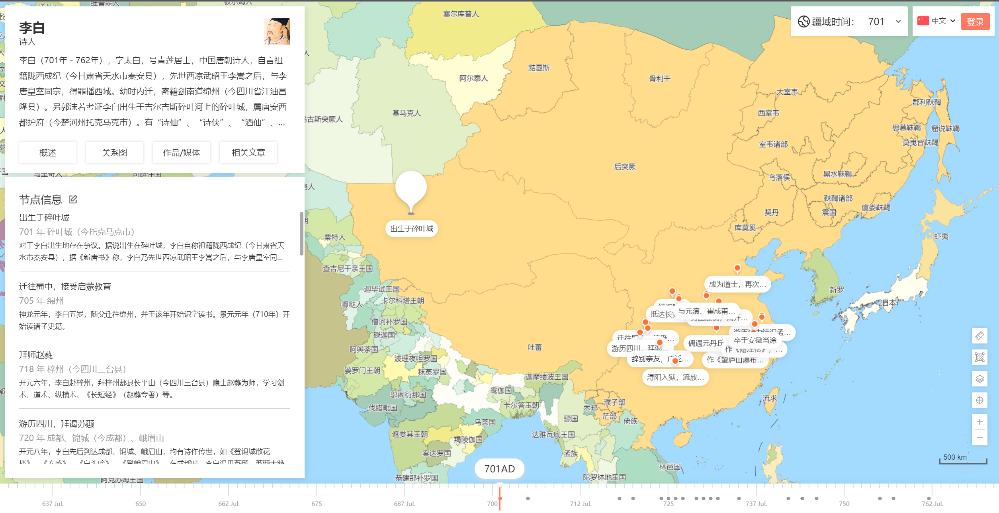 李白
诗人
李白（701年 - 762年），字太白，号青莲居士，中国唐朝诗人，自言祖
籍陇西成纪（今甘肃省天水市秦安县），先世西凉武昭王李嵩之后，与李
唐皇室同宗，得罪播西域。幼时内迁，寄籍剑南道绵州（今四川省江油昌
隆县）。另郭沫若考证李白出生于吉尔吉斯碎叶河上的碎叶城，属唐安西
都护府（今楚河州托克马克市）。有“诗仙”、“诗侠”、“酒仙”、...
概述
关系图
作品/媒体
相关文章
节点信息
出生于碎叶城
701 年 碎叶城（今托克马克市）
对于李白出生地存在争议。据说出生在碎叶城，李白自称祖籍陇西成纪（今甘肃省天
水市秦安县），据《新唐书》称，李白乃先世西凉武昭王李嵩之后，与李唐皇室同...
迁往蜀中，接受启蒙教育
705 年 绵州
神龙元年，李白五岁，随父迁往绵州，并于该年开始识字读书。景元元年（710年）开
始读诸子史籍。
拜师赵蕤
718 年 梓州（今四川三台县）
开元六年，李白赴梓州，拜梓州郪县长平山（今四川三台县）隐士赵蕤为师，学习剑
术、道术、纵横术、《长短经》（赵蕤专著）等。
游历四川，拜谒苏颋
720 年 成都、锦城（今成都）、峨眉山
开元八年，李白先后到达成都、锦城、峨眉山，均有诗作传世，如《登锦城散花
疆域时间：
701
中文
登录
塞尔库普人
阿尔泰人
黠戛斯
骨利干
基马克人
古斯突厥人
大室韦
西室韦
郡利靺鞨
思慕靺鞨
窟说靺鞨
莫曳皆靺鞨
室韦诸部
后突厥
乌落侯
黑水靺鞨
靺鞨诸部
虞娄靺鞨
契丹
震国
库莫奚
虾夷
出生于碎叶城
粟特人
查吉尼干亲王国
迦毕试王国
卡尔科塔王朝
嚈哒人
僧诃补罗国
磔迦国
阿舆荼国
波理夜呾罗国
婆罗门王朝
秣菟罗国
吐蕃
迦摩缕波王国
鸯伽国
邬阇衍那国
卡尔答王朝
伐腊毗国
木邦
濮子部
茫部
佬族
骠国
乌荼国
达雅瓦底王国
遮娄其王朝
羯陵伽国
案达罗国
孟族
恭建那补罗国
陀罗钵地王国
林邑国
流求
新罗
日本
成为道士，再次...
与元演、崔成甫...
抵达长
偶遇元丹丘
卒于安徽当涂
游历四川，拜谒...
辞别亲友，广泛...
作《望庐山瀑布...
浔阳入狱，流放...
阿克苏姆王国
可萨汗国
500 km
701AD
637 Jul.
650
662 Jul.
675
687 Jul.
700
712 Jul.
725
737 Jul.
750
762 Jul.